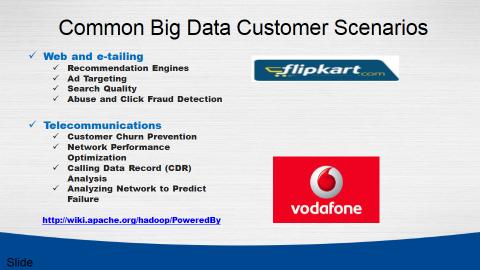 Common Big Data Customer Scenarios
Web and e-tailing
Recommendation Engines
Ad Targeting
Search Quality
Abuse and Click Fraud Detection
flipkart.com
Telecommunications
Customer Churn Prevention
Network Performance
Optimization
Calling Data Record (CDR)
Analysis
Analyzing Network to Predict
Failure
vodafone
http://wiki.apache.org/hadoop/PoweredBy
Slide